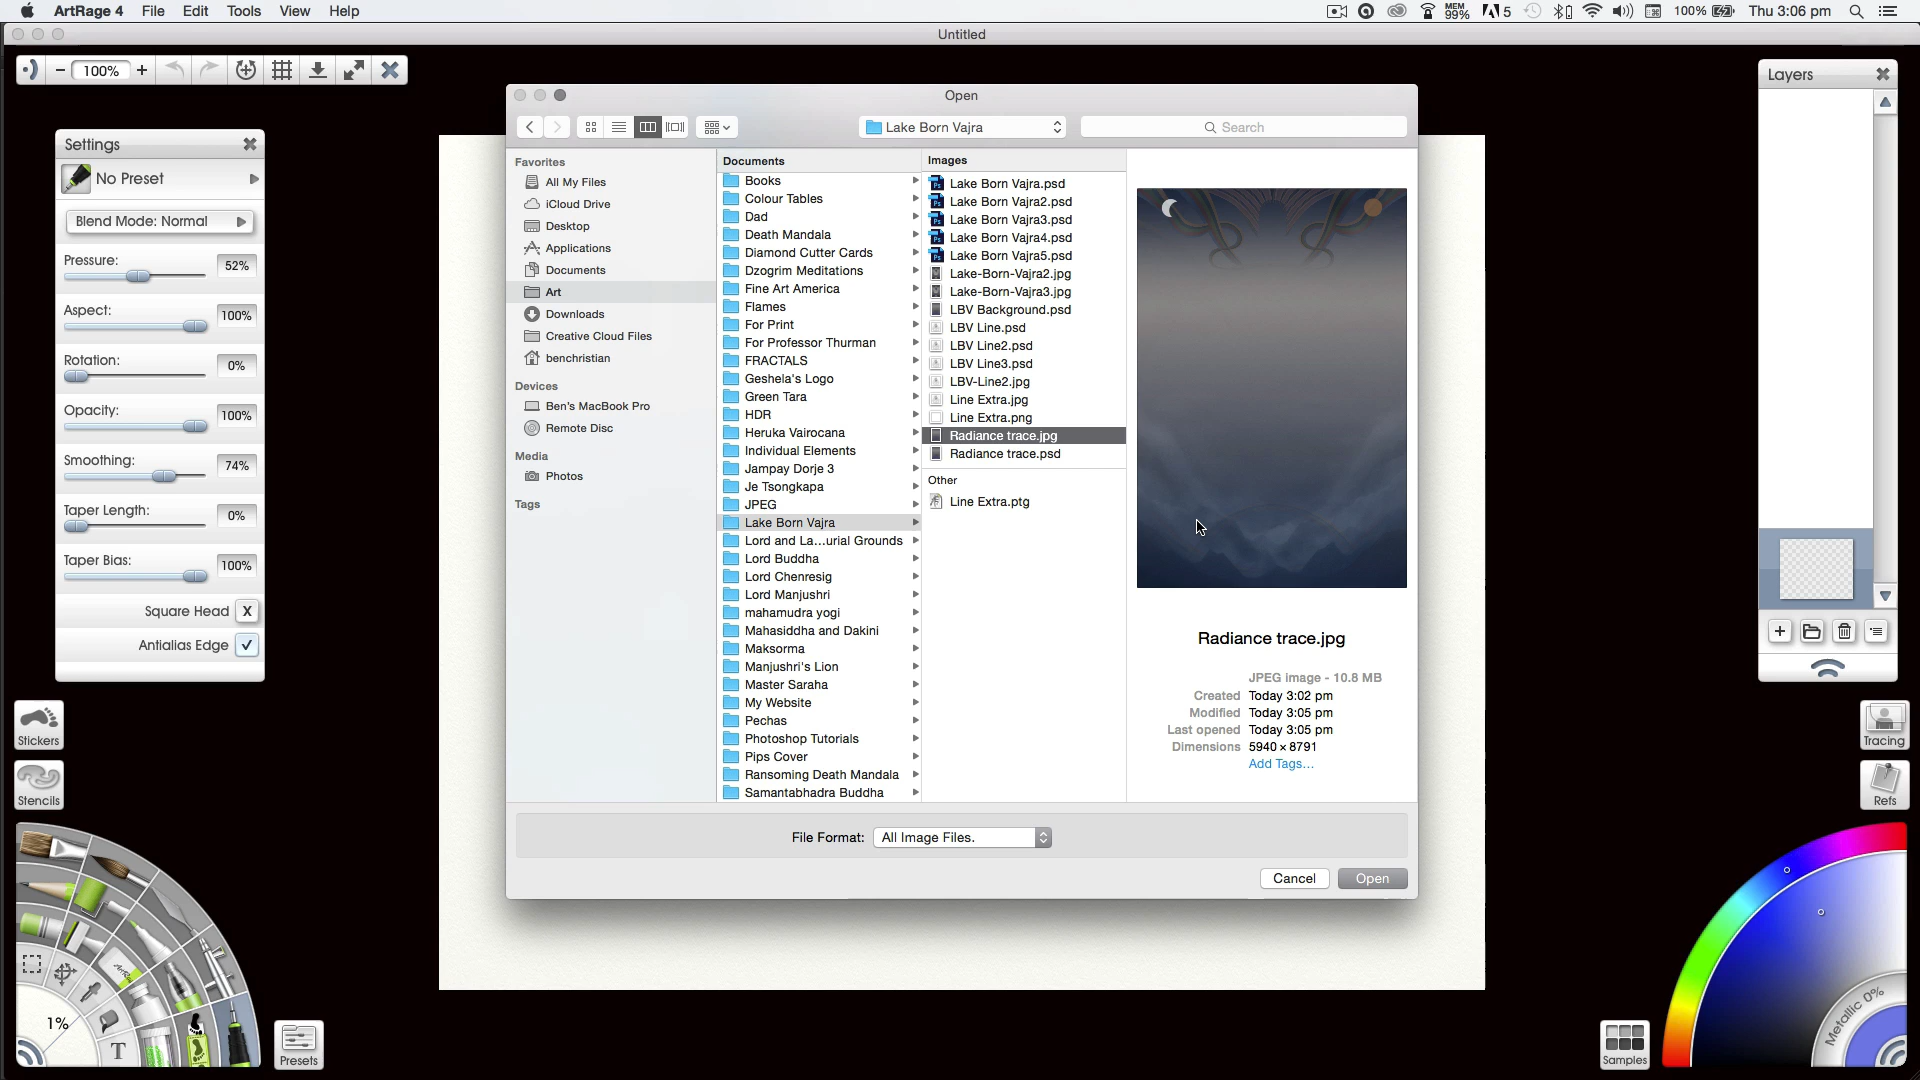 ArtRage 4 File Edit Tools View Help
MEM 99% 5 100% Thu 3:06 pm
Untitled
100%
Settings
No Preset
Blend Mode: Normal
Pressure: 52%
Aspect: 100%
Rotation: 0%
Opacity: 100%
Smoothing: 74%
Taper Length: 0%
Taper Bias: 100%
Square Head X
Antialias Edge
Stickers
Stencils
1%
T
Presets
Open
Lake Born Vajra
Search
Favorites
All My Files
iCloud Drive
Desktop
Applications
Documents
Art
Downloads
Creative Cloud Files
benchristian
Devices
Ben's MacBook Pro
Remote Disc
Media
Photos
Tags
Documents
Books
Colour Tables
Dad
Death Mandala
Diamond Cutter Cards
Dzogrim Meditations
Fine Art America
Flames
For Print
For Professor Thurman
FRACTALS
Geshela's Logo
Green Tara
HDR
Heruka Vairocana
Individual Elements
Jampay Dorje 3
Je Tsongkapa
JPEG
Lake Born Vajra
Lord and La...urial Grounds
Lord Buddha
Lord Chenresig
Lord Manjushri
mahamudra yogi
Mahasiddha and Dakini
Maksorma
Manjushri's Lion
Master Saraha
My Website
Pechas
Photoshop Tutorials
Pips Cover
Ransoming Death Mandala
Samantabhadra Buddha
Images
Lake Born Vajra.psd
Lake Born Vajra2.psd
Lake Born Vajra3.psd
Lake Born Vajra4.psd
Lake Born Vajra5.psd
Lake-Born-Vajra2.jpg
Lake-Born-Vajra3.jpg
LBV Background.psd
LBV Line.psd
LBV Line2.psd
LBV Line3.psd
LBV-Line2.jpg
Line Extra.jpg
Line Extra.png
Radiance trace.jpg
Radiance trace.psd
Other
Line Extra.ptg
Radiance trace.jpg
JPEG image - 10.8 MB
Created Today 3:02 pm
Modified Today 3:05 pm
Last opened Today 3:05 pm
Dimensions 5940 × 8791
Add Tags...
File Format: All Image Files.
Cancel Open
Layers
Tracing
Refs
Samples
Metallic 0%